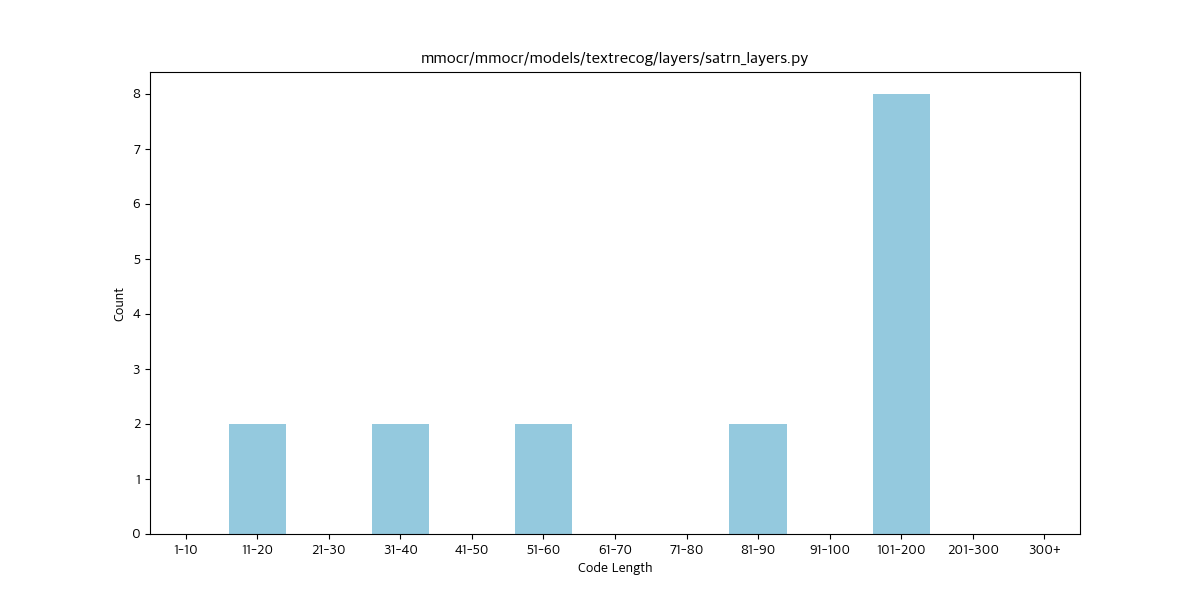 mmocr/mmocr/models/textrecog/layers/satrn_layers.py
8
7
6
5
4
3
2
1
0
Count
1-10 11-20 21-30 31-40 41-50 51-60 61-70 71-80 81-90 91-100 101-200 201-300 300+
Code Length